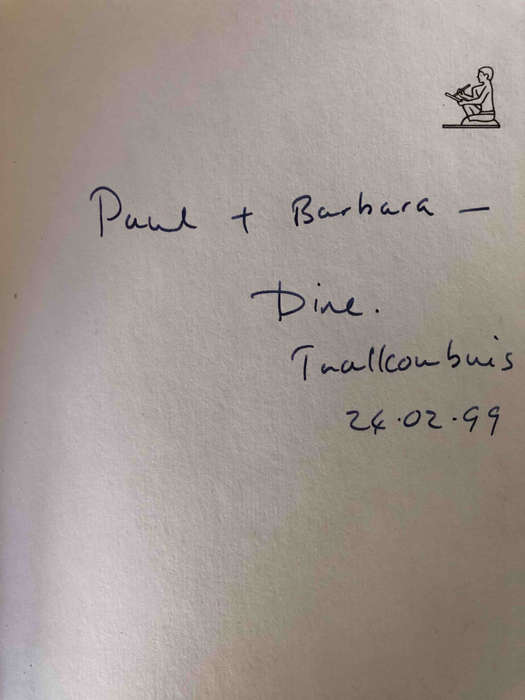 Paul + Barbara —
Dine.
24.02.99